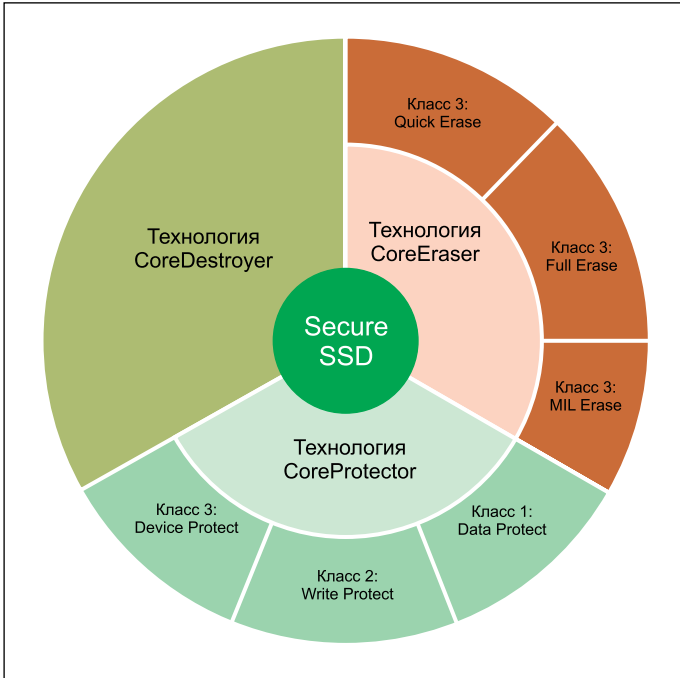 Класс 3:
Quick Erase
Технология
CoreEraser
Технология
CoreDestroyer
Класс 3:
Full Erase
Secure
SSD
Класс 3:
MIL Erase
Технология
CoreProtector
Класс 3:
Device Protect
Класс 1:
Data Protect
Класс 2:
Write Protect